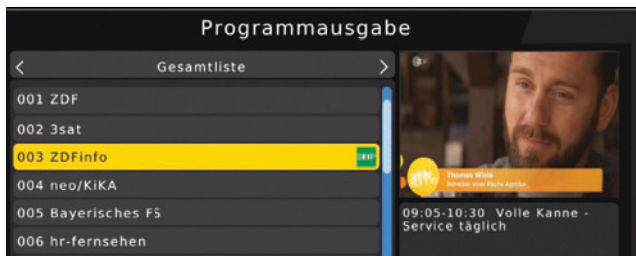 Programmausgabe
Gesamtliste
001 ZDF
002 3sat
003 ZDFinfo
SKIP
004 neo/KiKA
005 Bayerisches FS
006 hr-fernsehen
Thomas Wiele
09:05-10:30 Volle Kanne -
Service täglich